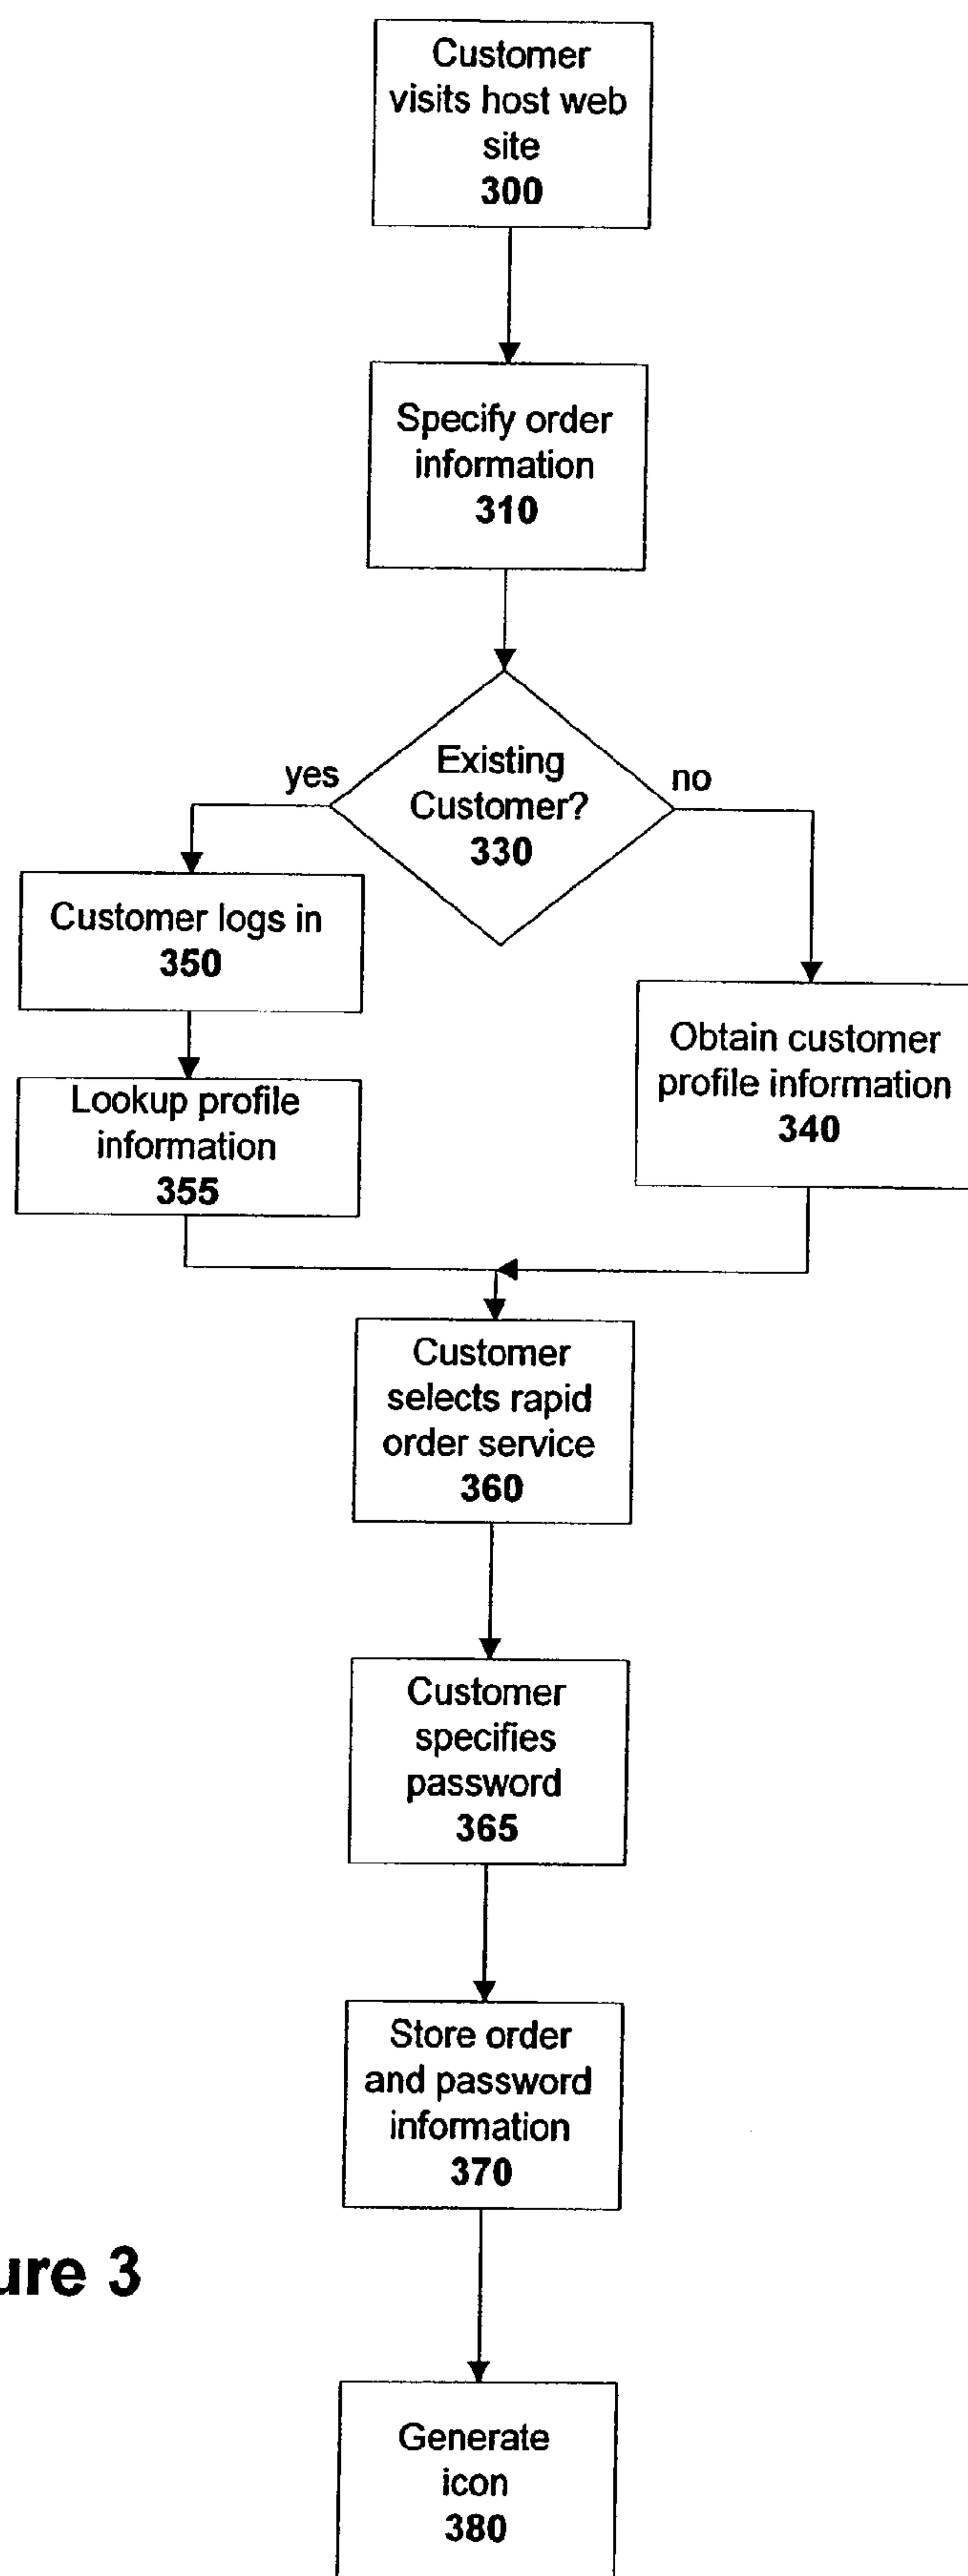 Customer
visits host web
site
300
Specify order
information
310
Existing
Customer?
330
yes
no
Customer logs in
350
Lookup profile
information
355
Obtain customer
profile information
340
Customer
selects rapid
order service
360
Customer
specifies
password
365
Store order
and password
information
370
ure 3
Generate
icon
380